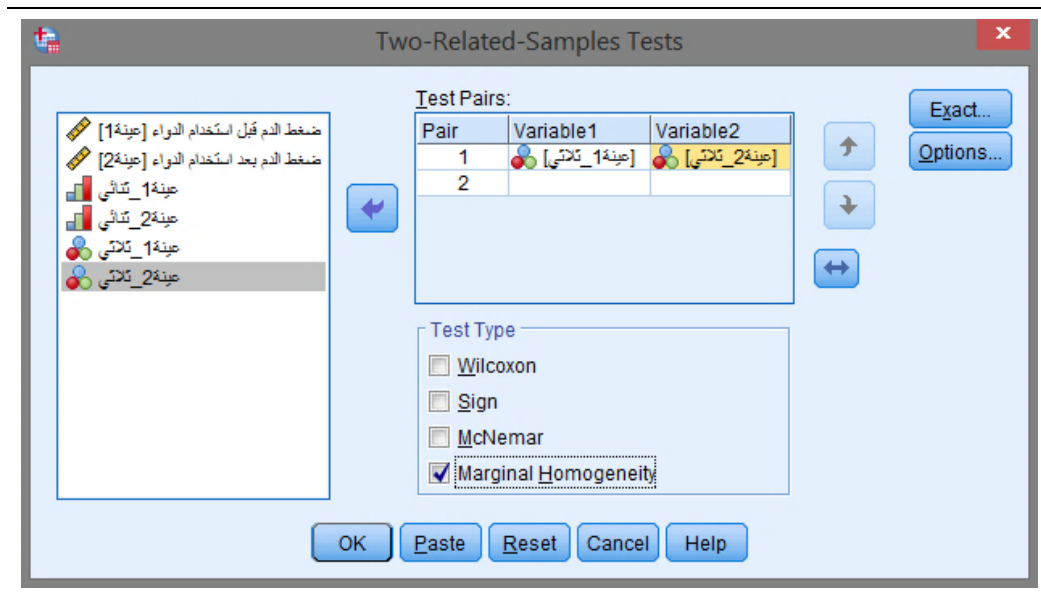 Two-Related-Samples Tests
x
Test Pairs:
Pair Variable1 Variable2
1 [عينة1_ثلاثي] [عينة2_ثلاثي]
2
ضغط الدم قبل استخدام الدواء [عينة1]
ضغط الدم بعد استخدام الدواء [عينة2]
عينة1_ثنائي
عينة2_ثنائي
عينة1_ثلاثي
عينة2_ثلاثي
Exact...
Options...
Test Type
Wilcoxon
Sign
McNemar
Marginal Homogeneity
OK Paste Reset Cancel Help